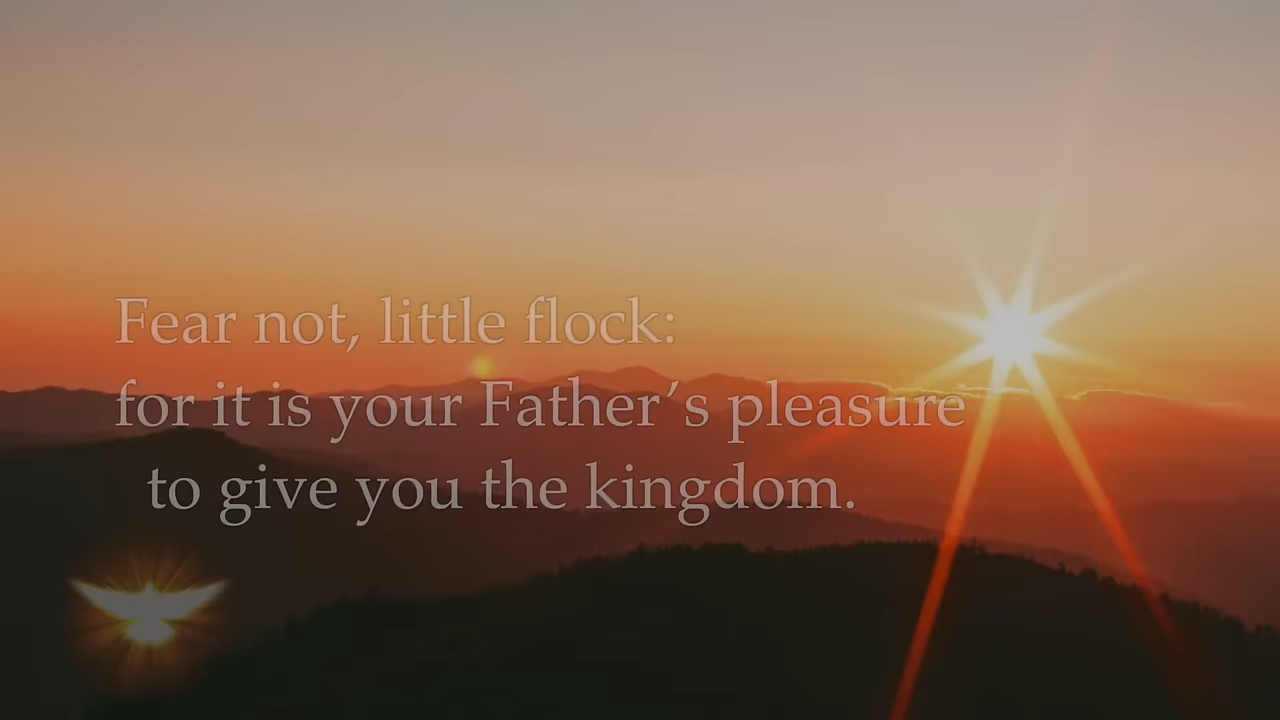 Fear not, little flock:
for it is your Father´s pleasure
to give you the kingdom.